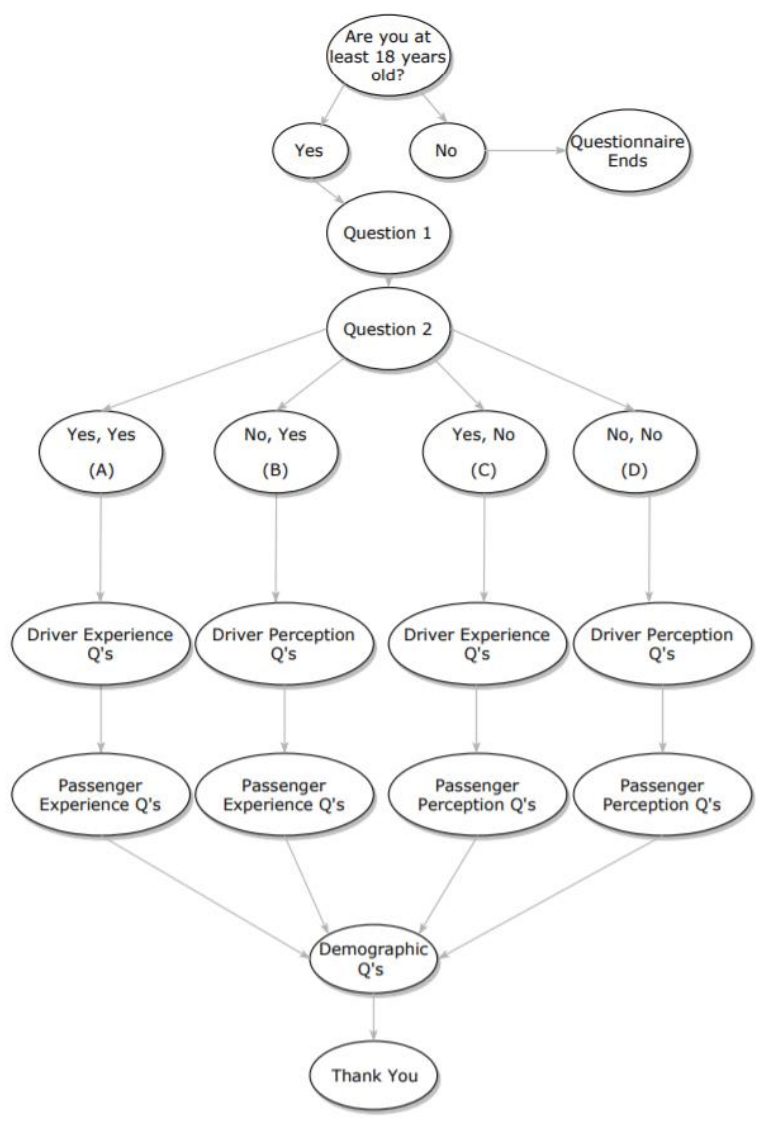 Are you at
least 18 years
old?
Yes
No
Questionnaire
Ends
Question 1
Question 2
Yes, Yes
(A)
No, Yes
(B)
Yes, No
(C)
No, No
(D)
Driver Experience
Q's
Driver Perception
Q's
Driver Experience
Q's
Driver Perception
Q's
Passenger
Experience Q's
Passenger
Experience Q's
Passenger
Perception Q's
Passenger
Perception Q's
Demographic
Q's
Thank You